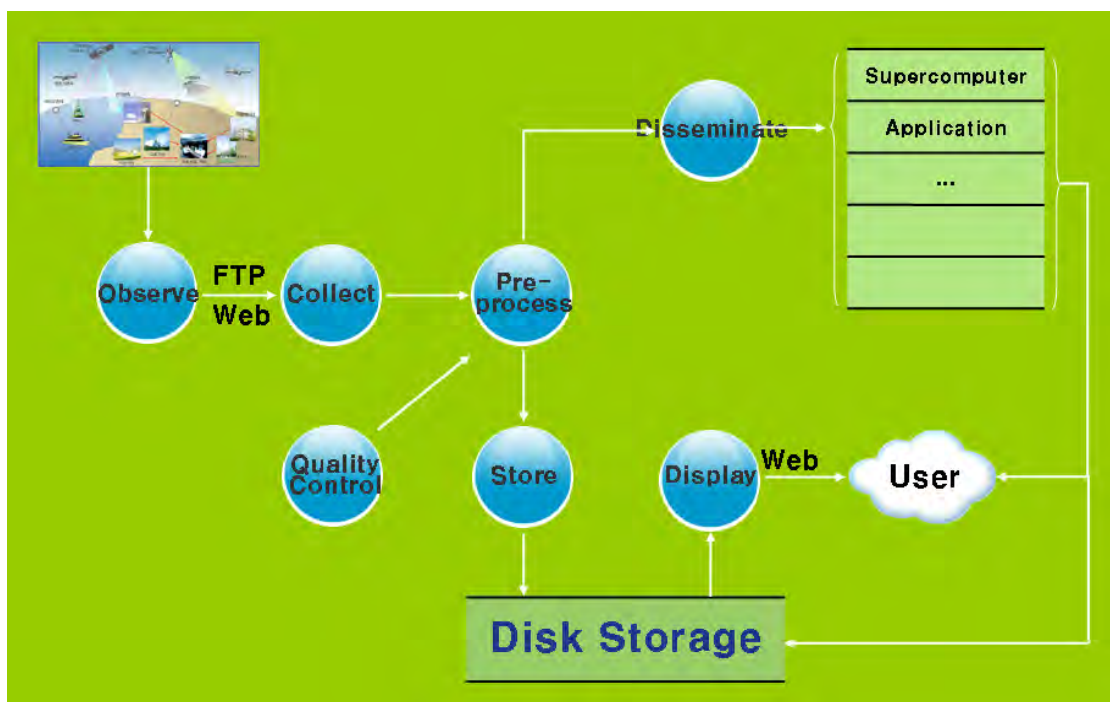 Supercomputer
Disseminate
Application
...
Observe
FTP
Web
Collect
Pre-
process
Quality
Control
Store
Display
Web
User
Disk Storage